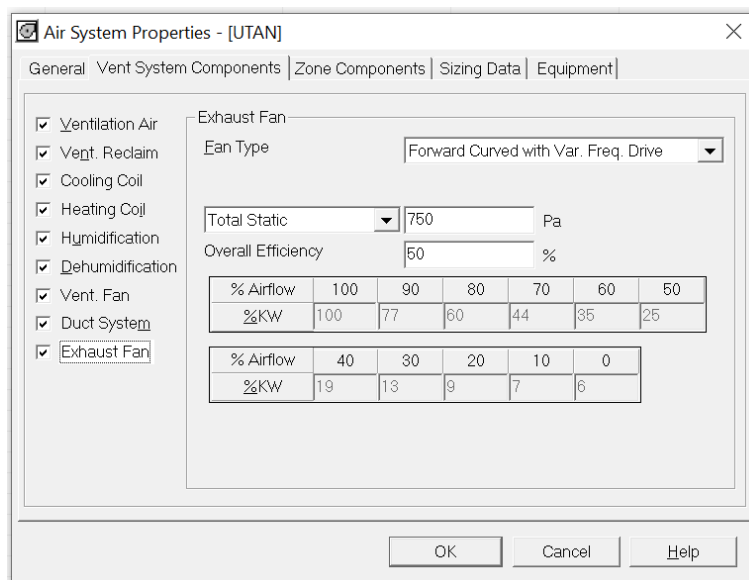 Air System Properties - [UTAN]
General Vent System Components Zone Components Sizing Data Equipment
Ventilation Air
Vent. Reclaim
Cooling Coil
Heating Coil
Humidification
Dehumidification
Vent. Fan
Duct System
Exhaust Fan
Exhaust Fan
Fan Type Forward Curved with Var. Freq. Drive
Total Static 750 Pa
Overall Efficiency 50 %
% Airflow 100 90 80 70 60 50
%KW 100 77 60 44 35 25
% Airflow 40 30 20 10 0
%KW 19 13 9 7 6
OK Cancel Help